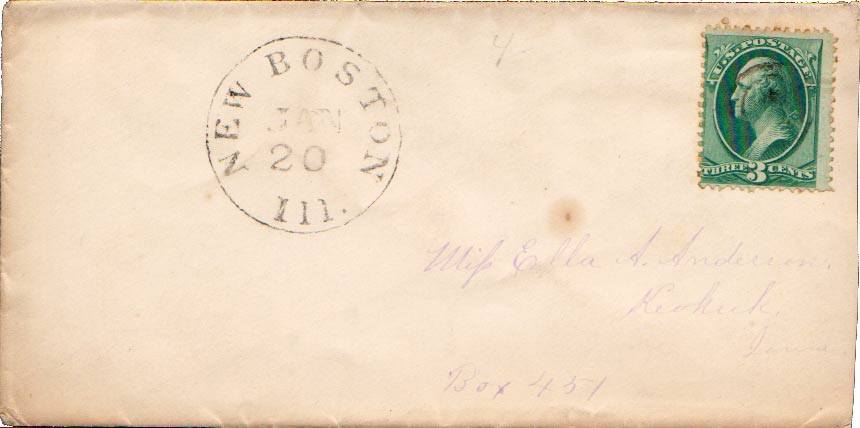 4
U.S. POSTAGE
THREE 3 CENTS
NEW BOSTON
JAN
20
Ill.
Miss Ella A. Anderson.
Keokuk.
Iowa
Box 451